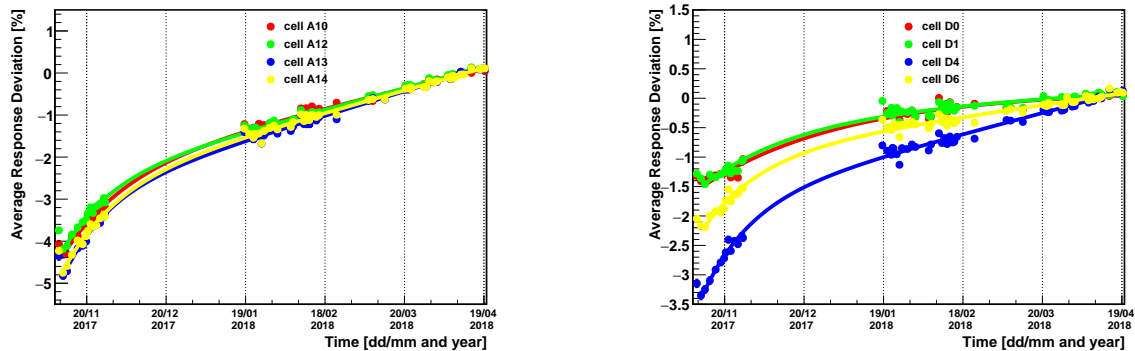 Average Response Deviation [%]
1
0
−1
−2
−3
−4
−5
cell A10
cell A12
cell A13
cell A14
20/11 20/12 19/01 18/02 20/03 19/04
2017 2017 2018 2018 2018 2018
Time [dd/mm and year]
Average Response Deviation [%]
1.5
1
0.5
0
−0.5
−1
−1.5
−2
−2.5
−3
−3.5
cell D0
cell D1
cell D4
cell D6
20/11 20/12 19/01 18/02 20/03 19/04
2017 2017 2018 2018 2018 2018
Time [dd/mm and year]